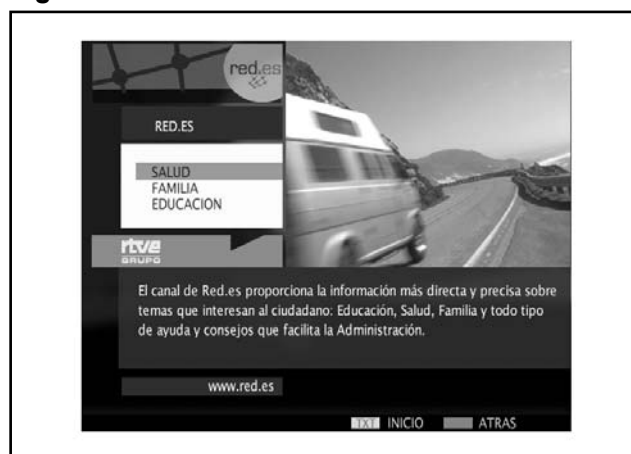 red.es
RED.ES
SALUD
FAMILIA
EDUCACION
rtve
GRUPO
El canal de Red.es proporciona la información más directa y precisa sobre
temas que interesan al ciudadano: Educación, Salud, Familia y todo tipo
de ayuda y consejos que facilita la Administración.
www.red.es
TXT INICIO ATRAS